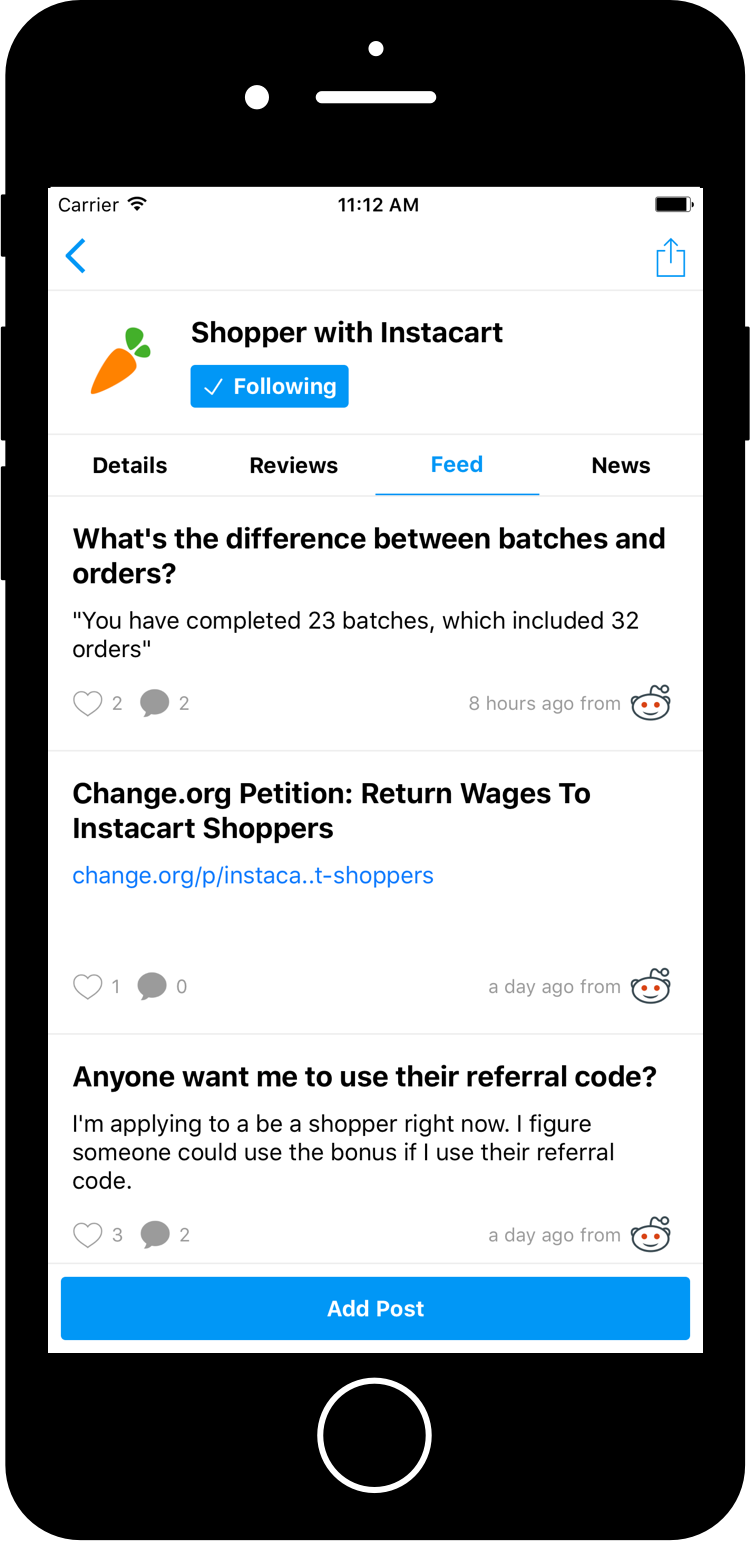 Carrier 11:12 AM
Shopper with Instacart
Following
Details Reviews Feed News
What's the difference between batches and
orders?
"You have completed 23 batches, which included 32
orders"
2 2 8 hours ago from
Change.org Petition: Return Wages To
Instacart Shoppers
change.org/p/instaca..t-shoppers
1 0 a day ago from
Anyone want me to use their referral code?
I'm applying to a be a shopper right now. I figure
someone could use the bonus if I use their referral
code.
3 2 a day ago from
Add Post